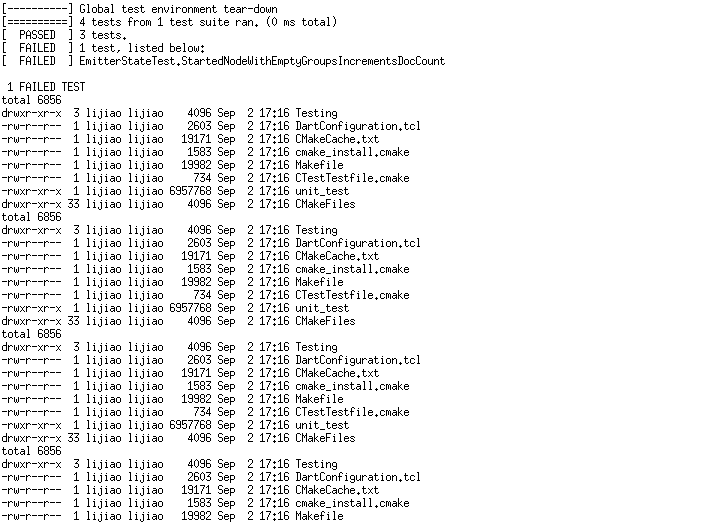 [----------] Global test environment tear-down
[==========] 4 tests from 1 test suite ran. (0 ms total)
[  PASSED  ] 3 tests.
[  FAILED  ] 1 test, listed below:
[  FAILED  ] EmitterStateTest.StartedNodeWithEmptyGroupsIncrementsDocCount

 1 FAILED TEST
total 6856
drwxr-xr-x  3 lijiao lijiao    4096 Sep  2 17:16 Testing
-rw-r--r--  1 lijiao lijiao    2603 Sep  2 17:16 DartConfiguration.tcl
-rw-r--r--  1 lijiao lijiao   19171 Sep  2 17:16 CMakeCache.txt
-rw-r--r--  1 lijiao lijiao    1583 Sep  2 17:16 cmake_install.cmake
-rw-r--r--  1 lijiao lijiao   19982 Sep  2 17:16 Makefile
-rw-r--r--  1 lijiao lijiao     734 Sep  2 17:16 CTestTestfile.cmake
-rwxr-xr-x  1 lijiao lijiao 6957768 Sep  2 17:16 unit_test
drwxr-xr-x 33 lijiao lijiao    4096 Sep  2 17:16 CMakeFiles
total 6856
drwxr-xr-x  3 lijiao lijiao    4096 Sep  2 17:16 Testing
-rw-r--r--  1 lijiao lijiao    2603 Sep  2 17:16 DartConfiguration.tcl
-rw-r--r--  1 lijiao lijiao   19171 Sep  2 17:16 CMakeCache.txt
-rw-r--r--  1 lijiao lijiao    1583 Sep  2 17:16 cmake_install.cmake
-rw-r--r--  1 lijiao lijiao   19982 Sep  2 17:16 Makefile
-rw-r--r--  1 lijiao lijiao     734 Sep  2 17:16 CTestTestfile.cmake
-rwxr-xr-x  1 lijiao lijiao 6957768 Sep  2 17:16 unit_test
drwxr-xr-x 33 lijiao lijiao    4096 Sep  2 17:16 CMakeFiles
total 6856
drwxr-xr-x  3 lijiao lijiao    4096 Sep  2 17:16 Testing
-rw-r--r--  1 lijiao lijiao    2603 Sep  2 17:16 DartConfiguration.tcl
-rw-r--r--  1 lijiao lijiao   19171 Sep  2 17:16 CMakeCache.txt
-rw-r--r--  1 lijiao lijiao    1583 Sep  2 17:16 cmake_install.cmake
-rw-r--r--  1 lijiao lijiao   19982 Sep  2 17:16 Makefile
-rw-r--r--  1 lijiao lijiao     734 Sep  2 17:16 CTestTestfile.cmake
-rwxr-xr-x  1 lijiao lijiao 6957768 Sep  2 17:16 unit_test
drwxr-xr-x 33 lijiao lijiao    4096 Sep  2 17:16 CMakeFiles
total 6856
drwxr-xr-x  3 lijiao lijiao    4096 Sep  2 17:16 Testing
-rw-r--r--  1 lijiao lijiao    2603 Sep  2 17:16 DartConfiguration.tcl
-rw-r--r--  1 lijiao lijiao   19171 Sep  2 17:16 CMakeCache.txt
-rw-r--r--  1 lijiao lijiao    1583 Sep  2 17:16 cmake_install.cmake
-rw-r--r--  1 lijiao lijiao   19982 Sep  2 17:16 Makefile